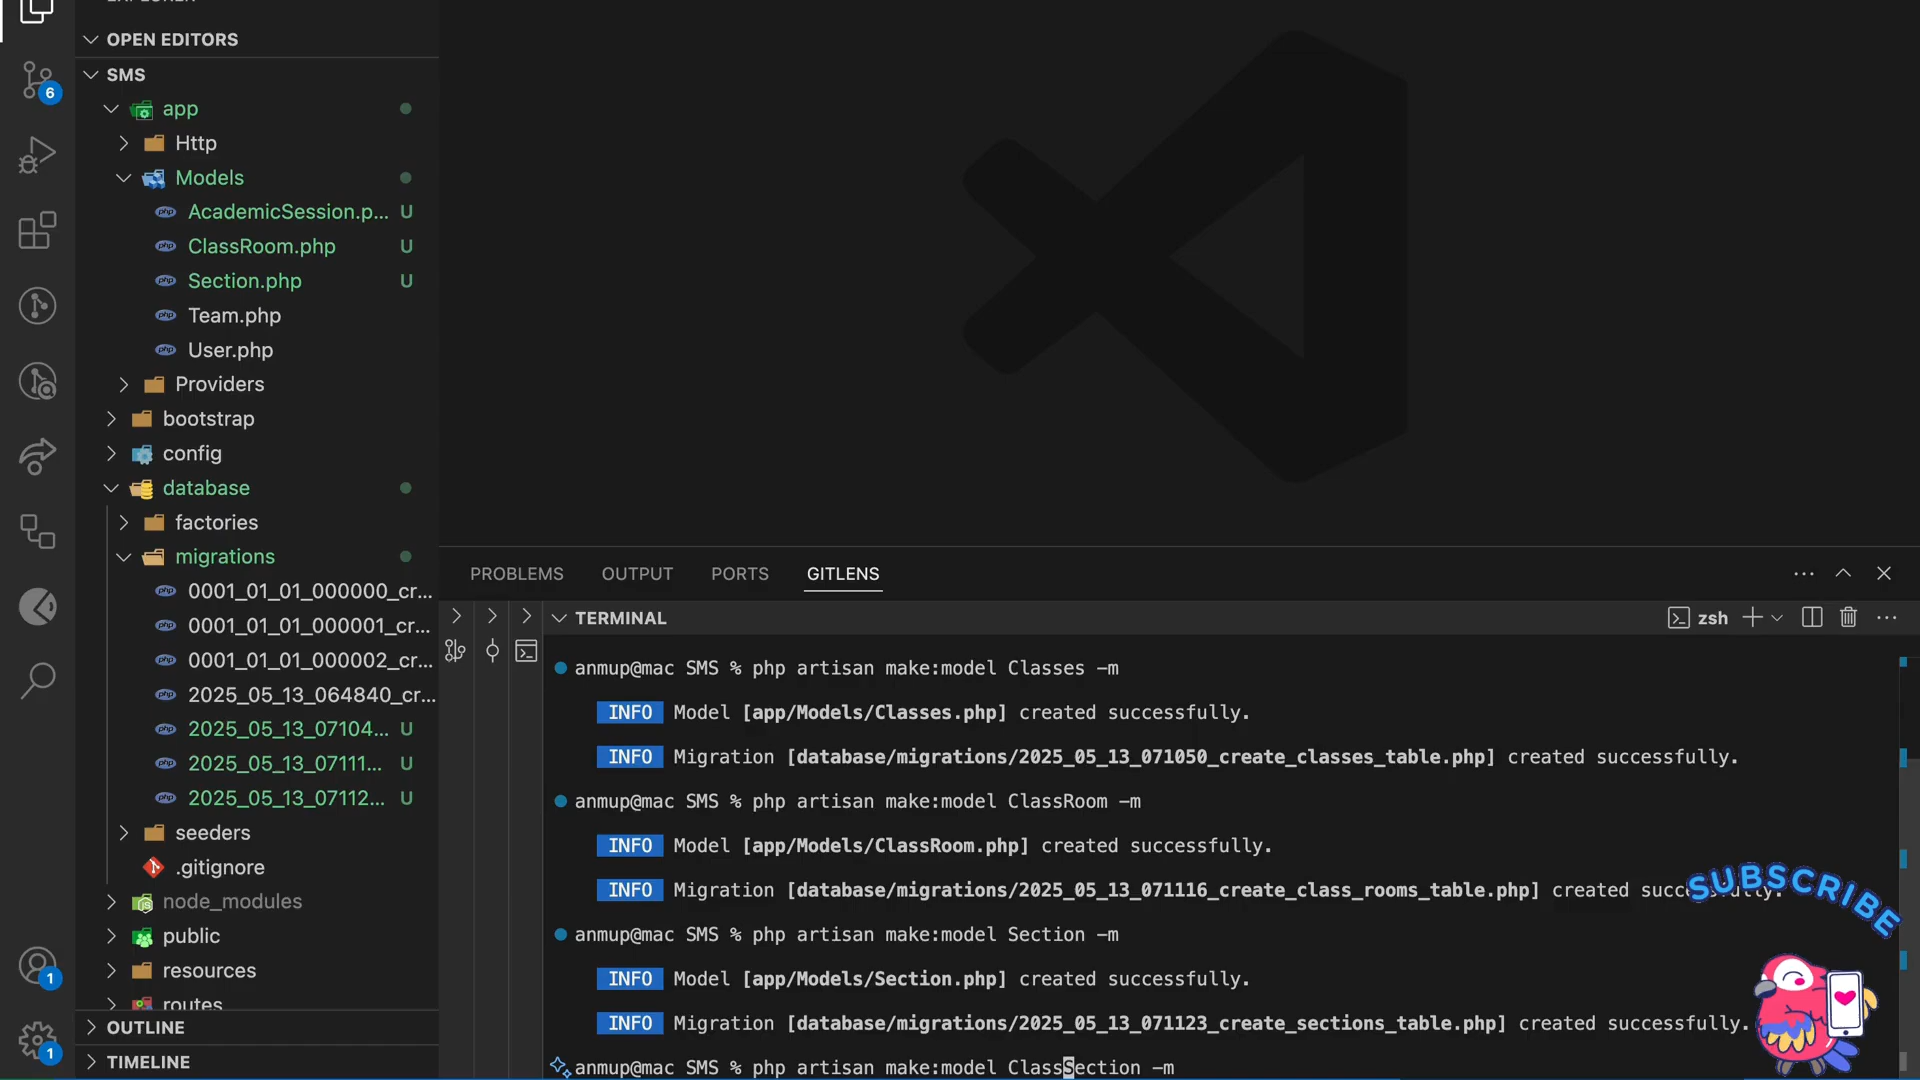 OPEN EDITORS
6
SMS
app
Http
Models
AcademicSession.p... U
ClassRoom.php U
Section.php U
Team.php
User.php
Providers
bootstrap
config
database
factories
migrations
0001_01_01_000000_cr...
0001_01_01_000001_cr...
0001_01_01_000002_cr...
2025_05_13_064840_cr...
2025_05_13_07104... U
2025_05_13_07111... U
2025_05_13_07112... U
seeders
.gitignore
node_modules
public
resources
routes
1
OUTLINE
1
TIMELINE
PROBLEMS OUTPUT PORTS GITLENS
TERMINAL
zsh
anmup@mac SMS % php artisan make:model Classes -m
INFO Model [app/Models/Classes.php] created successfully.
INFO Migration [database/migrations/2025_05_13_071050_create_classes_table.php] created successfully.
anmup@mac SMS % php artisan make:model ClassRoom -m
INFO Model [app/Models/ClassRoom.php] created successfully.
INFO Migration [database/migrations/2025_05_13_071116_create_class_rooms_table.php] created successfully.
anmup@mac SMS % php artisan make:model Section -m
INFO Model [app/Models/Section.php] created successfully.
INFO Migration [database/migrations/2025_05_13_071123_create_sections_table.php] created successfully.
anmup@mac SMS % php artisan make:model ClassSection -m
SUBSCRIBE